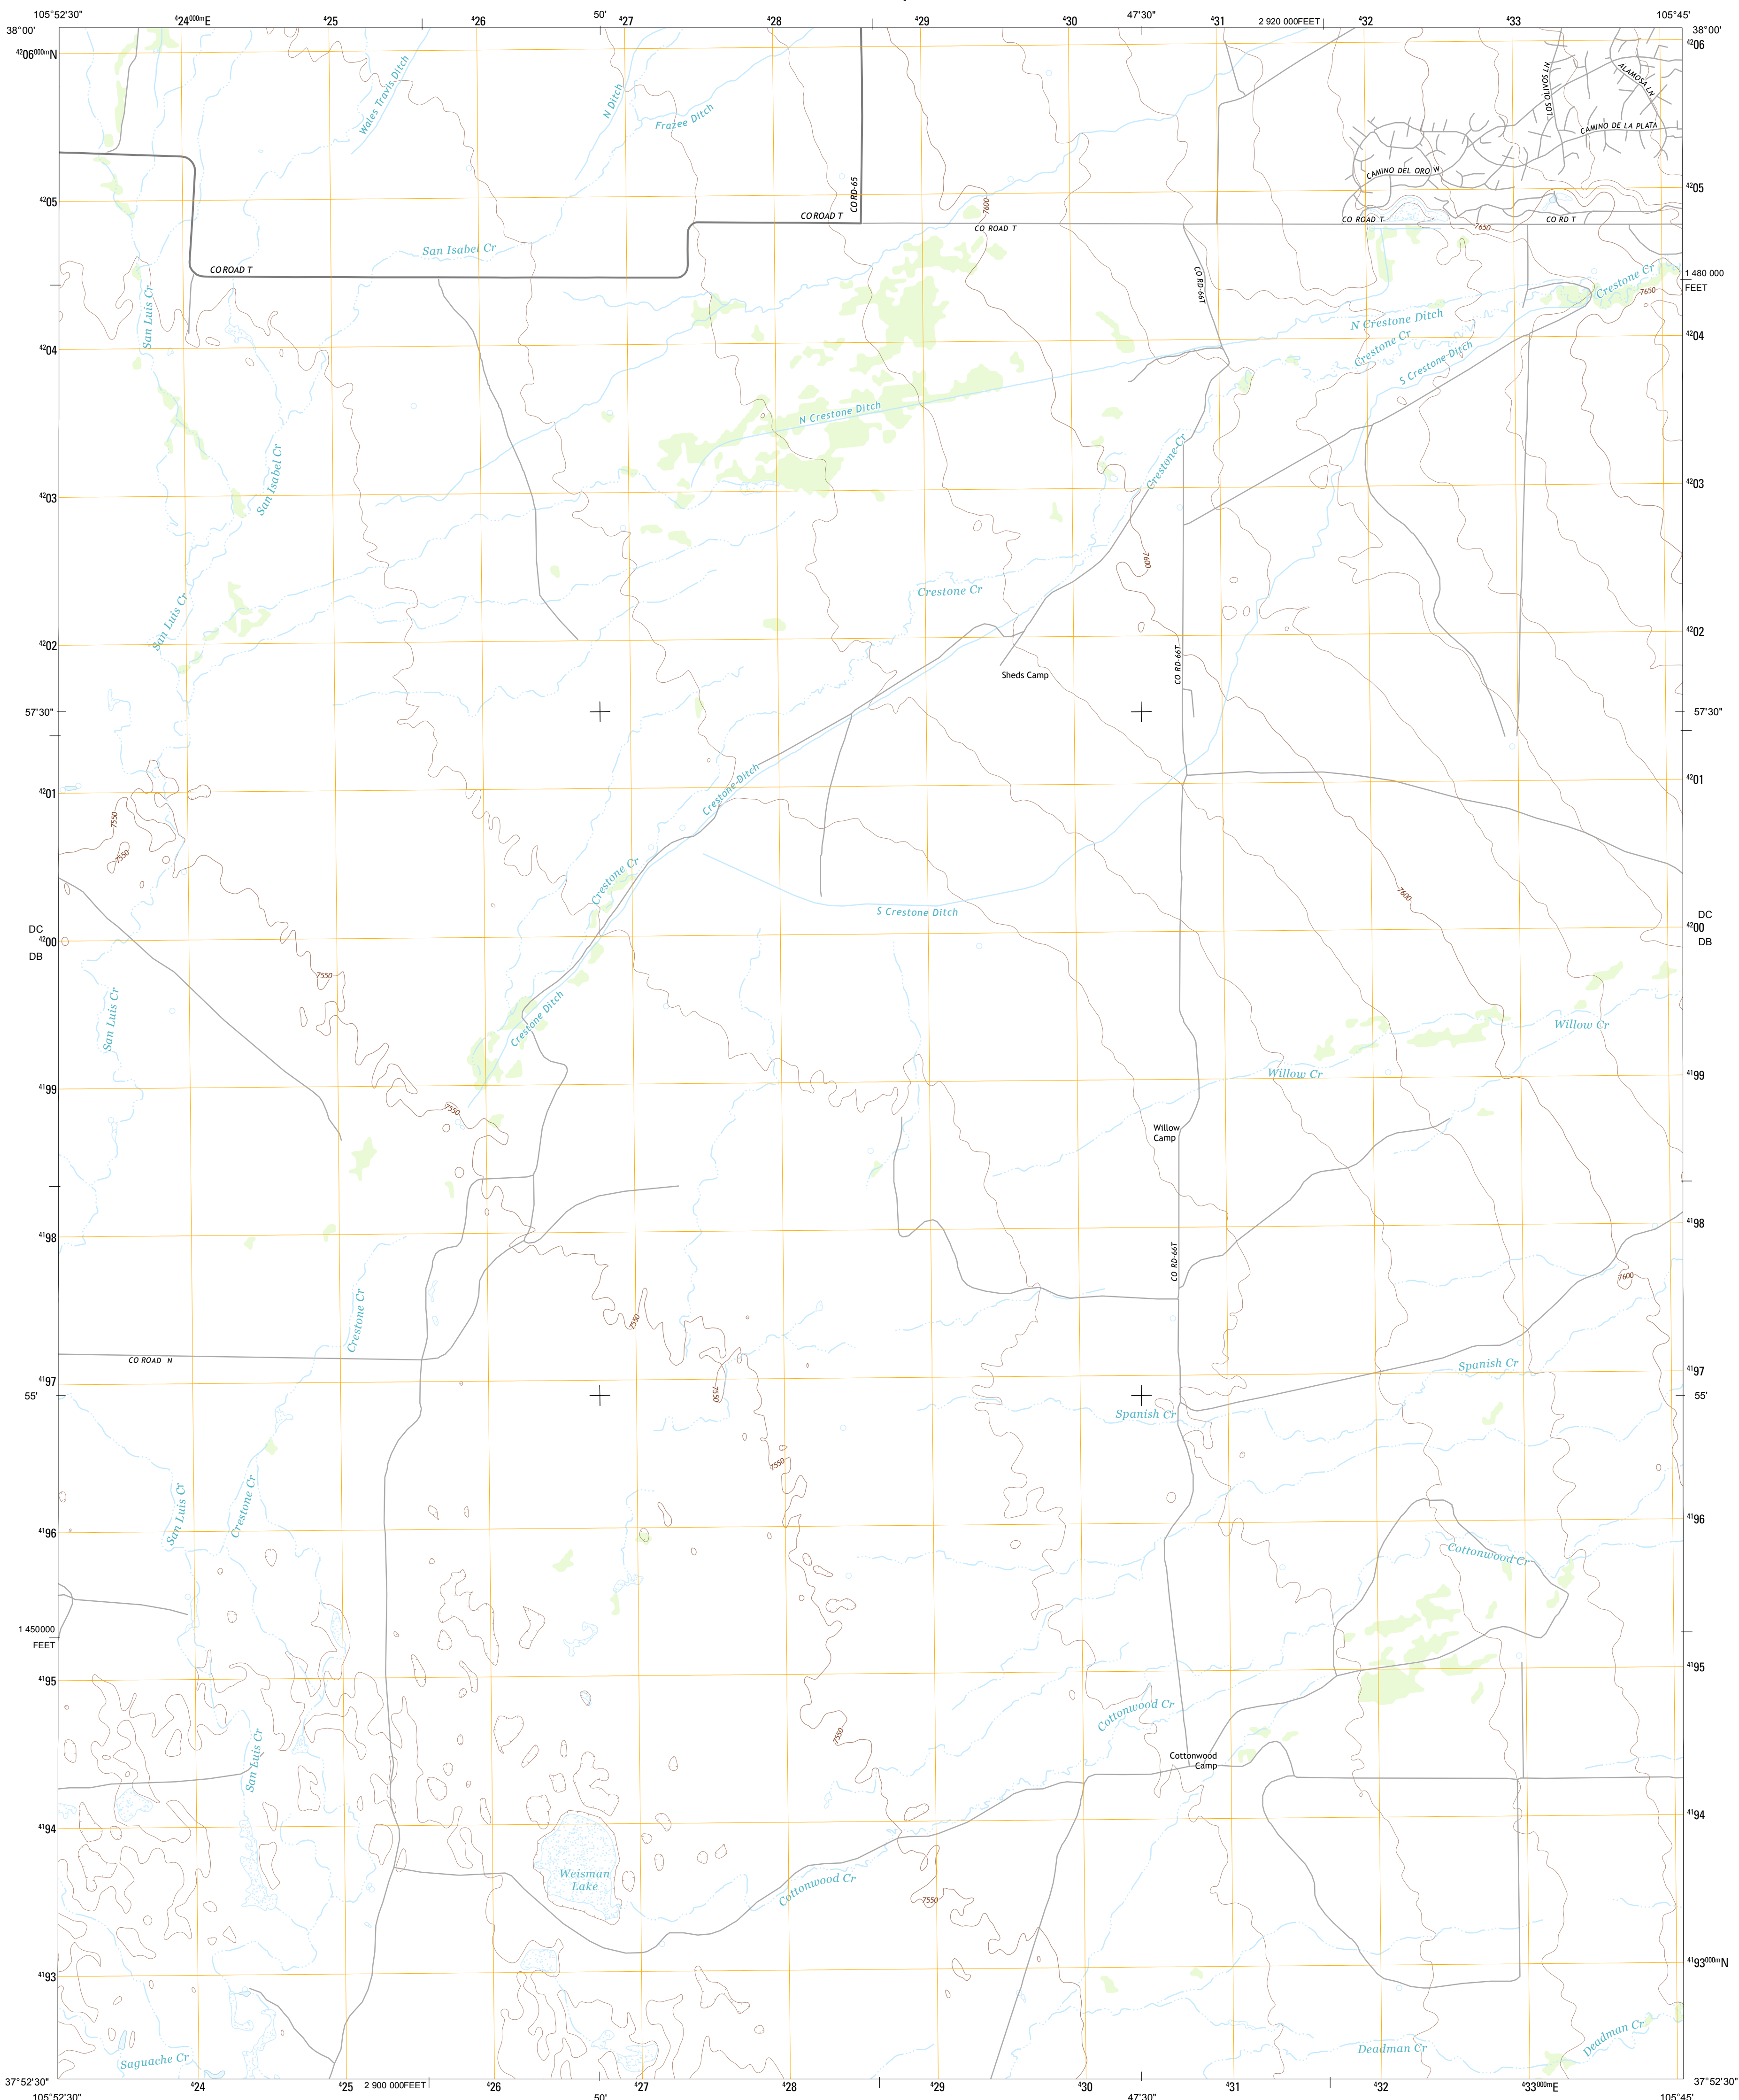 105°52'30"
⁴24⁰⁰⁰ᵐE
⁴25
⁴26
50'
⁴27
⁴28
⁴29
⁴30
47'30"
⁴31
2 920 000FEET
⁴32
⁴33
105°45'
38°00'
38°00'
⁴²06⁰⁰⁰ᵐN
⁴²06
Wales Travis Ditch
N Ditch
Frazee Ditch
LOS OLIVOS LN
ALAMOSA LN
CAMINO DE LA PLATA
CAMINO DEL ORO W
CO RD-65
⁴²05
⁴²05
7600
CO ROAD T
CO ROAD T
CO ROAD T
CO RD T
7650
San Isabel Cr
CO ROAD T
CO RD-66T
Crestone Cr
1 480 000
FEET
7650
San Luis Cr
N Crestone Ditch
Crestone Cr
S Crestone Ditch
⁴²04
⁴²04
N Crestone Ditch
San Isabel Cr
Crestone Cr
⁴²03
⁴²03
7600
Crestone Cr
San Luis Cr
⁴²02
⁴²02
CO RD-66T
Sheds Camp
57'30"
57'30"
Crestone Ditch
⁴²01
⁴²01
7550
7550
Crestone Cr
7600
S Crestone Ditch
DC
DB
⁴²00
⁴²00
DC
DB
7550
San Luis Cr
Crestone Ditch
Willow Cr
Willow Cr
⁴¹99
⁴¹99
7550
Willow
Camp
⁴¹98
⁴¹98
CO RD-66T
7600
Crestone Cr
7550
CO ROAD N
Spanish Cr
⁴¹97
⁴¹97
55'
55'
7550
Spanish Cr
7550
San Luis Cr
Crestone Cr
⁴¹96
⁴¹96
Cottonwood Cr
1 450000
FEET
⁴¹95
⁴¹95
Cottonwood Cr
7550
San Luis Cr
Cottonwood
Camp
⁴¹94
⁴¹94
Weisman
Lake
Cottonwood Cr
7550
⁴¹93
⁴¹93⁰⁰⁰ᵐN
Saguache Cr
Deadman Cr
Deadman Cr
37°52'30"
37°52'30"
⁴24
⁴25
2 900 000FEET
⁴26
⁴27
⁴28
⁴29
⁴30
⁴31
⁴32
⁴33⁰⁰⁰ᵐE
105°52'30"
50'
47'30"
105°45'